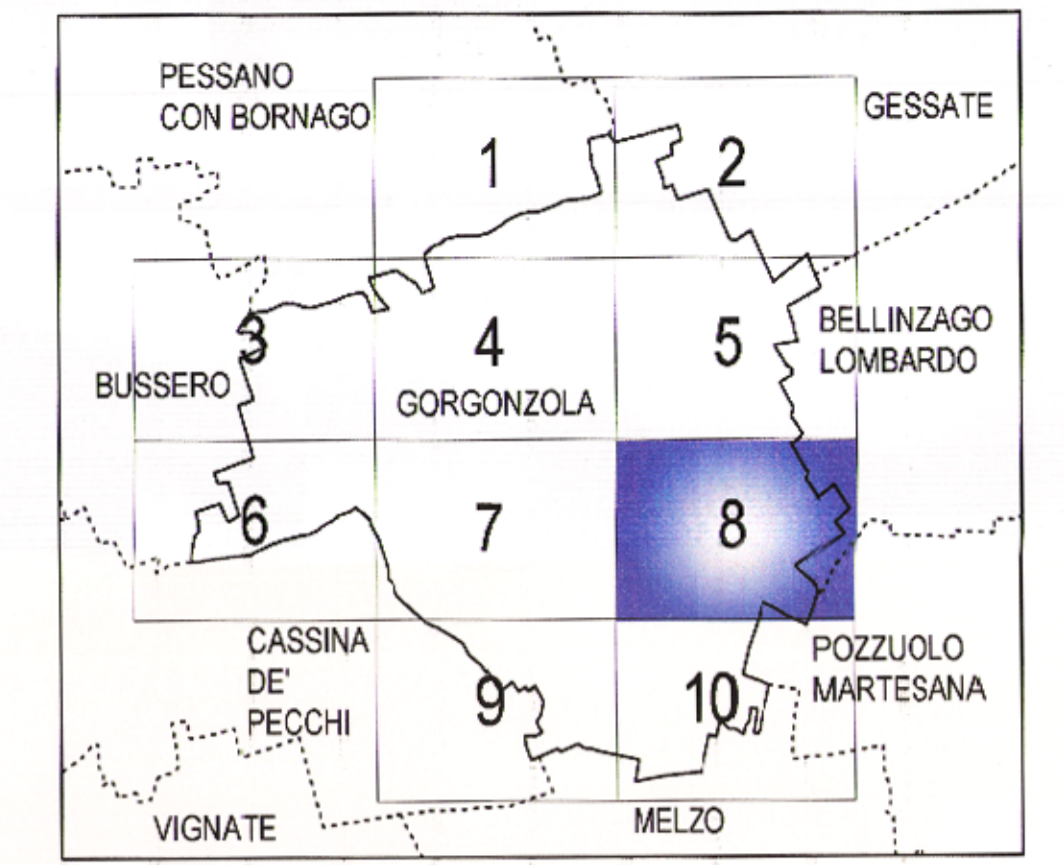 PESSANO
CON BORNAGO
GESSATE
1
2
3
4
5
BELLINZAGO
LOMBARDO
BUSSERO
GORGONZOLA
6
7
8
CASSINA
DE'
PECCHI
POZZUOLO
MARTESANA
9
10
VIGNATE
MELZO